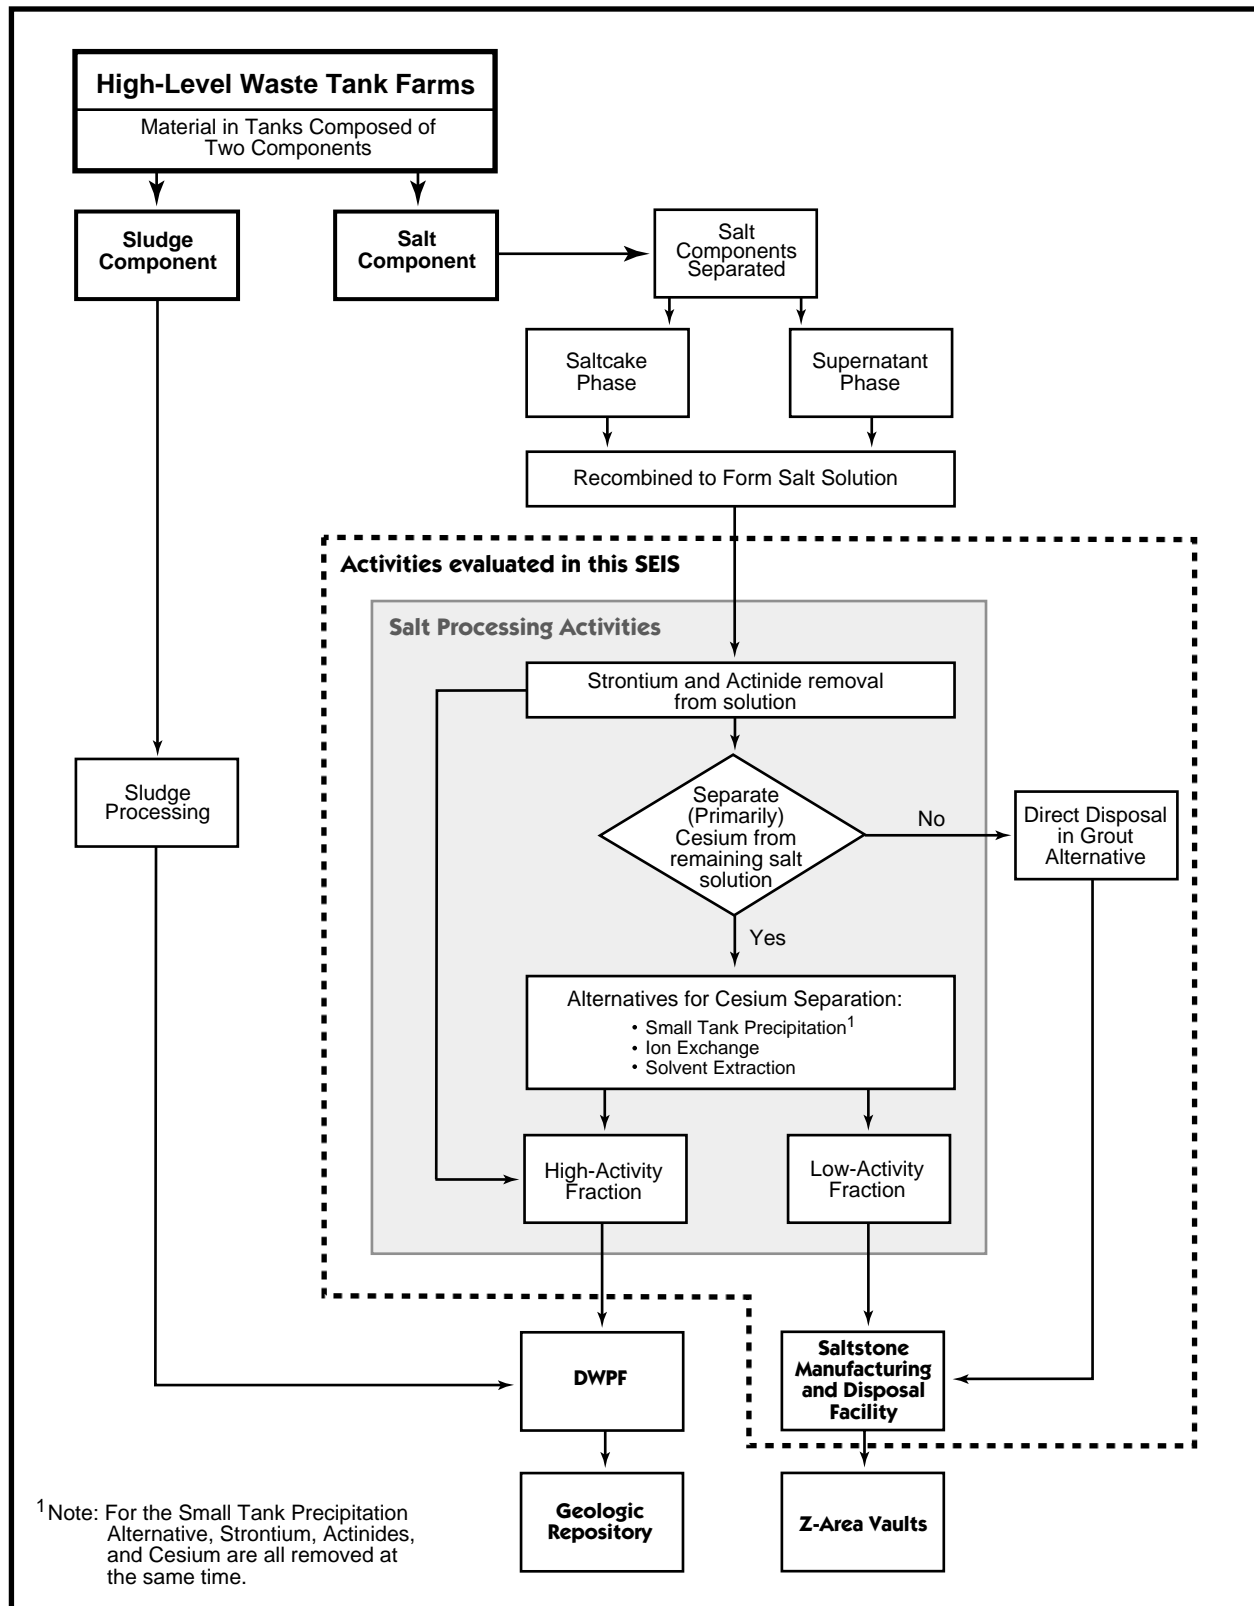 High-Level Waste Tank Farms
Material in Tanks Composed of
Two Components
Sludge
Component
Salt
Component
Salt
Components
Separated
Saltcake
Phase
Supernatant
Phase
Recombined to Form Salt Solution
Activities evaluated in this SEIS
Salt Processing Activities
Strontium and Actinide removal
from solution
Sludge
Processing
Separate
(Primarily)
Cesium from
remaining salt
solution
No
Direct Disposal
in Grout
Alternative
Yes
Alternatives for Cesium Separation:
• Small Tank Precipitation¹
• Ion Exchange
• Solvent Extraction
High-Activity
Fraction
Low-Activity
Fraction
DWPF
Saltstone
Manufacturing
and Disposal
Facility
Geologic
Repository
Z-Area Vaults
¹Note: For the Small Tank Precipitation
Alternative, Strontium, Actinides,
and Cesium are all removed at
the same time.